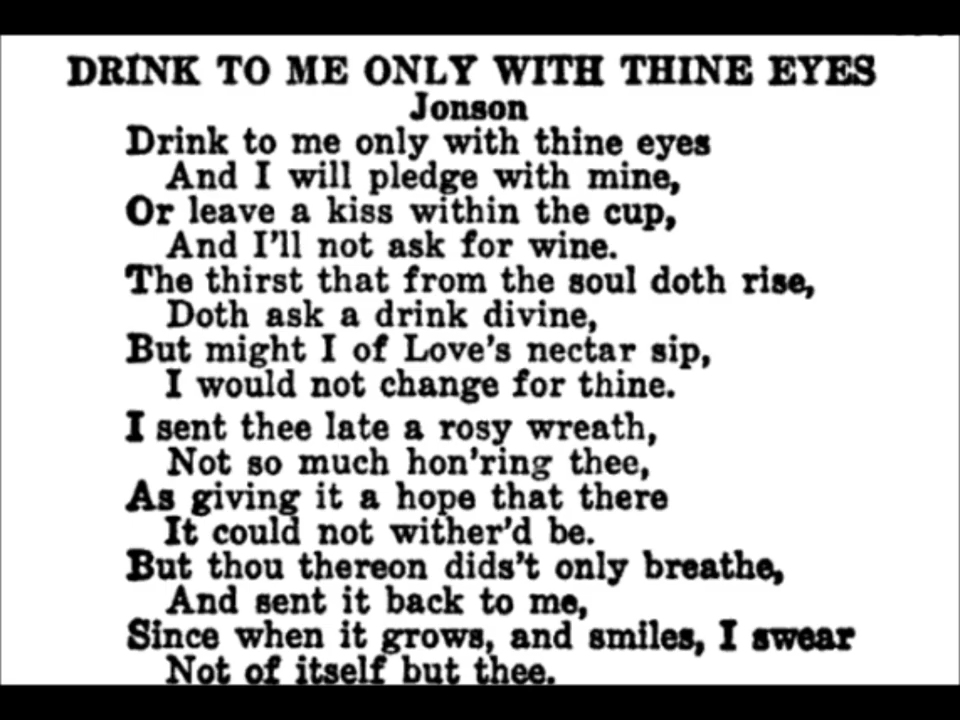 DRINK TO ME ONLY WITH THINE EYES
Jonson
Drink to me only with thine eyes
And I will pledge with mine,
Or leave a kiss within the cup,
And I'll not ask for wine.
The thirst that from the soul doth rise,
Doth ask a drink divine,
But might I of Love's nectar sip,
I would not change for thine.
I sent thee late a rosy wreath,
Not so much hon'ring thee,
As giving it a hope that there
It could not wither'd be.
But thou thereon dids't only breathe,
And sent it back to me,
Since when it grows, and smiles, I swear
Not of itself but thee.